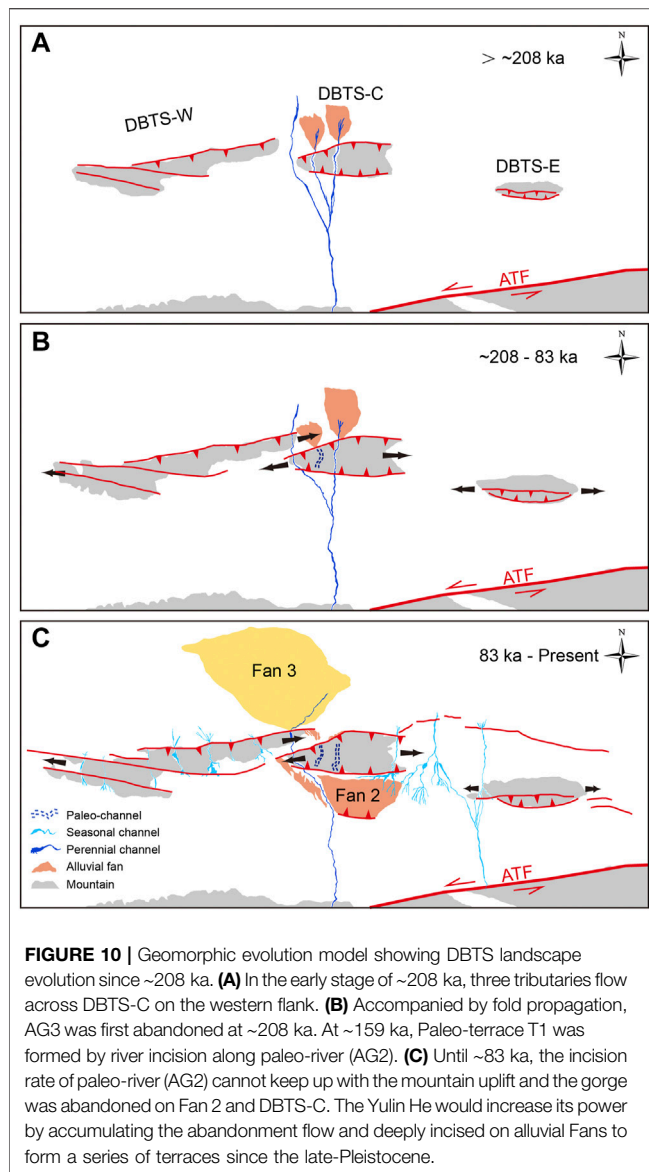 A
N
> ~208 ka
DBTS-W
DBTS-C
DBTS-E
ATF
B
N
~208 - 83 ka
ATF
C
N
83 ka - Present
Fan 3
Fan 2
Paleo-channel
Seasonal channel
Perennial channel
Alluvial fan
Mountain
ATF
FIGURE 10 | Geomorphic evolution model showing DBTS landscape
evolution since ~208 ka. (A) In the early stage of ~208 ka, three tributaries flow
across DBTS-C on the western flank. (B) Accompanied by fold propagation,
AG3 was first abandoned at ~208 ka. At ~159 ka, Paleo-terrace T1 was
formed by river incision along paleo-river (AG2). (C) Until ~83 ka, the incision
rate of paleo-river (AG2) cannot keep up with the mountain uplift and the gorge
was abandoned on Fan 2 and DBTS-C. The Yulin He would increase its power
by accumulating the abandonment flow and deeply incised on alluvial Fans to
form a series of terraces since the late-Pleistocene.